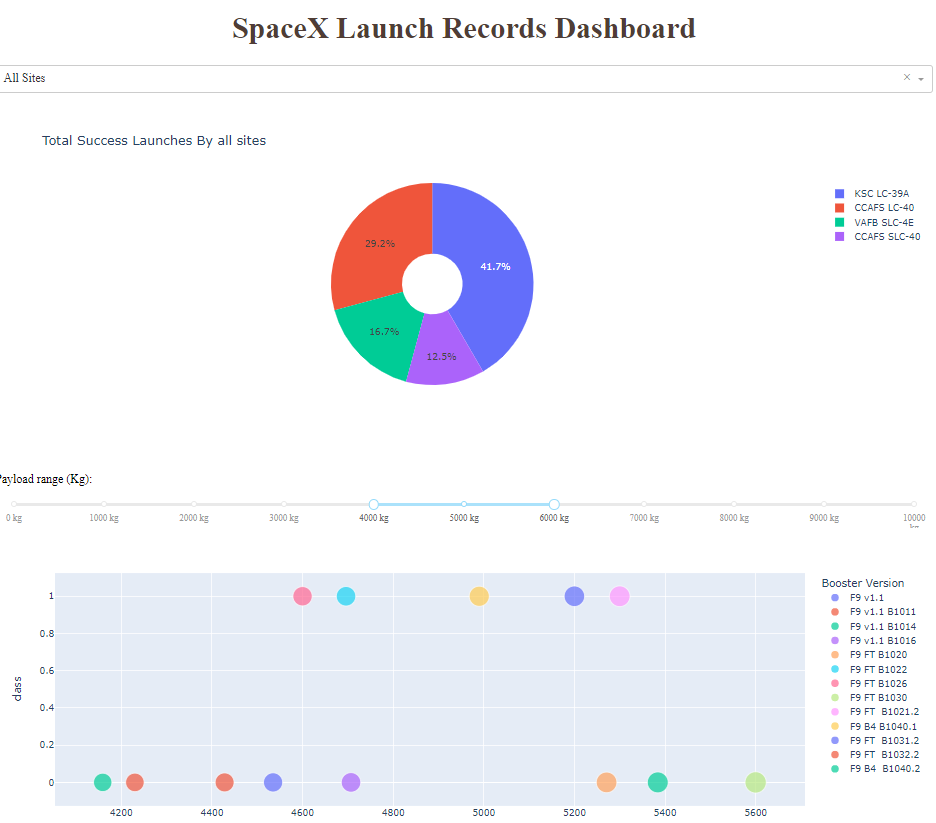 SpaceX Launch Records Dashboard
All Sites
Total Success Launches By all sites
KSC LC-39A
CCAFS LC-40
VAFB SLC-4E
CCAFS SLC-40
29.2%
41.7%
16.7%
12.5%
Payload range (Kg):
0 kg 1000 kg 2000 kg 3000 kg 4000 kg 5000 kg 6000 kg 7000 kg 8000 kg 9000 kg 10000
kg
Booster Version
F9 v1.1
F9 v1.1 B1011
F9 v1.1 B1014
F9 v1.1 B1016
F9 FT B1020
F9 FT B1022
F9 FT B1026
F9 FT B1030
F9 FT  B1021.2
F9 B4 B1040.1
F9 FT  B1031.2
F9 FT  B1032.2
F9 B4  B1040.2
class
1
0.8
0.6
0.4
0.2
0
4200 4400 4600 4800 5000 5200 5400 5600